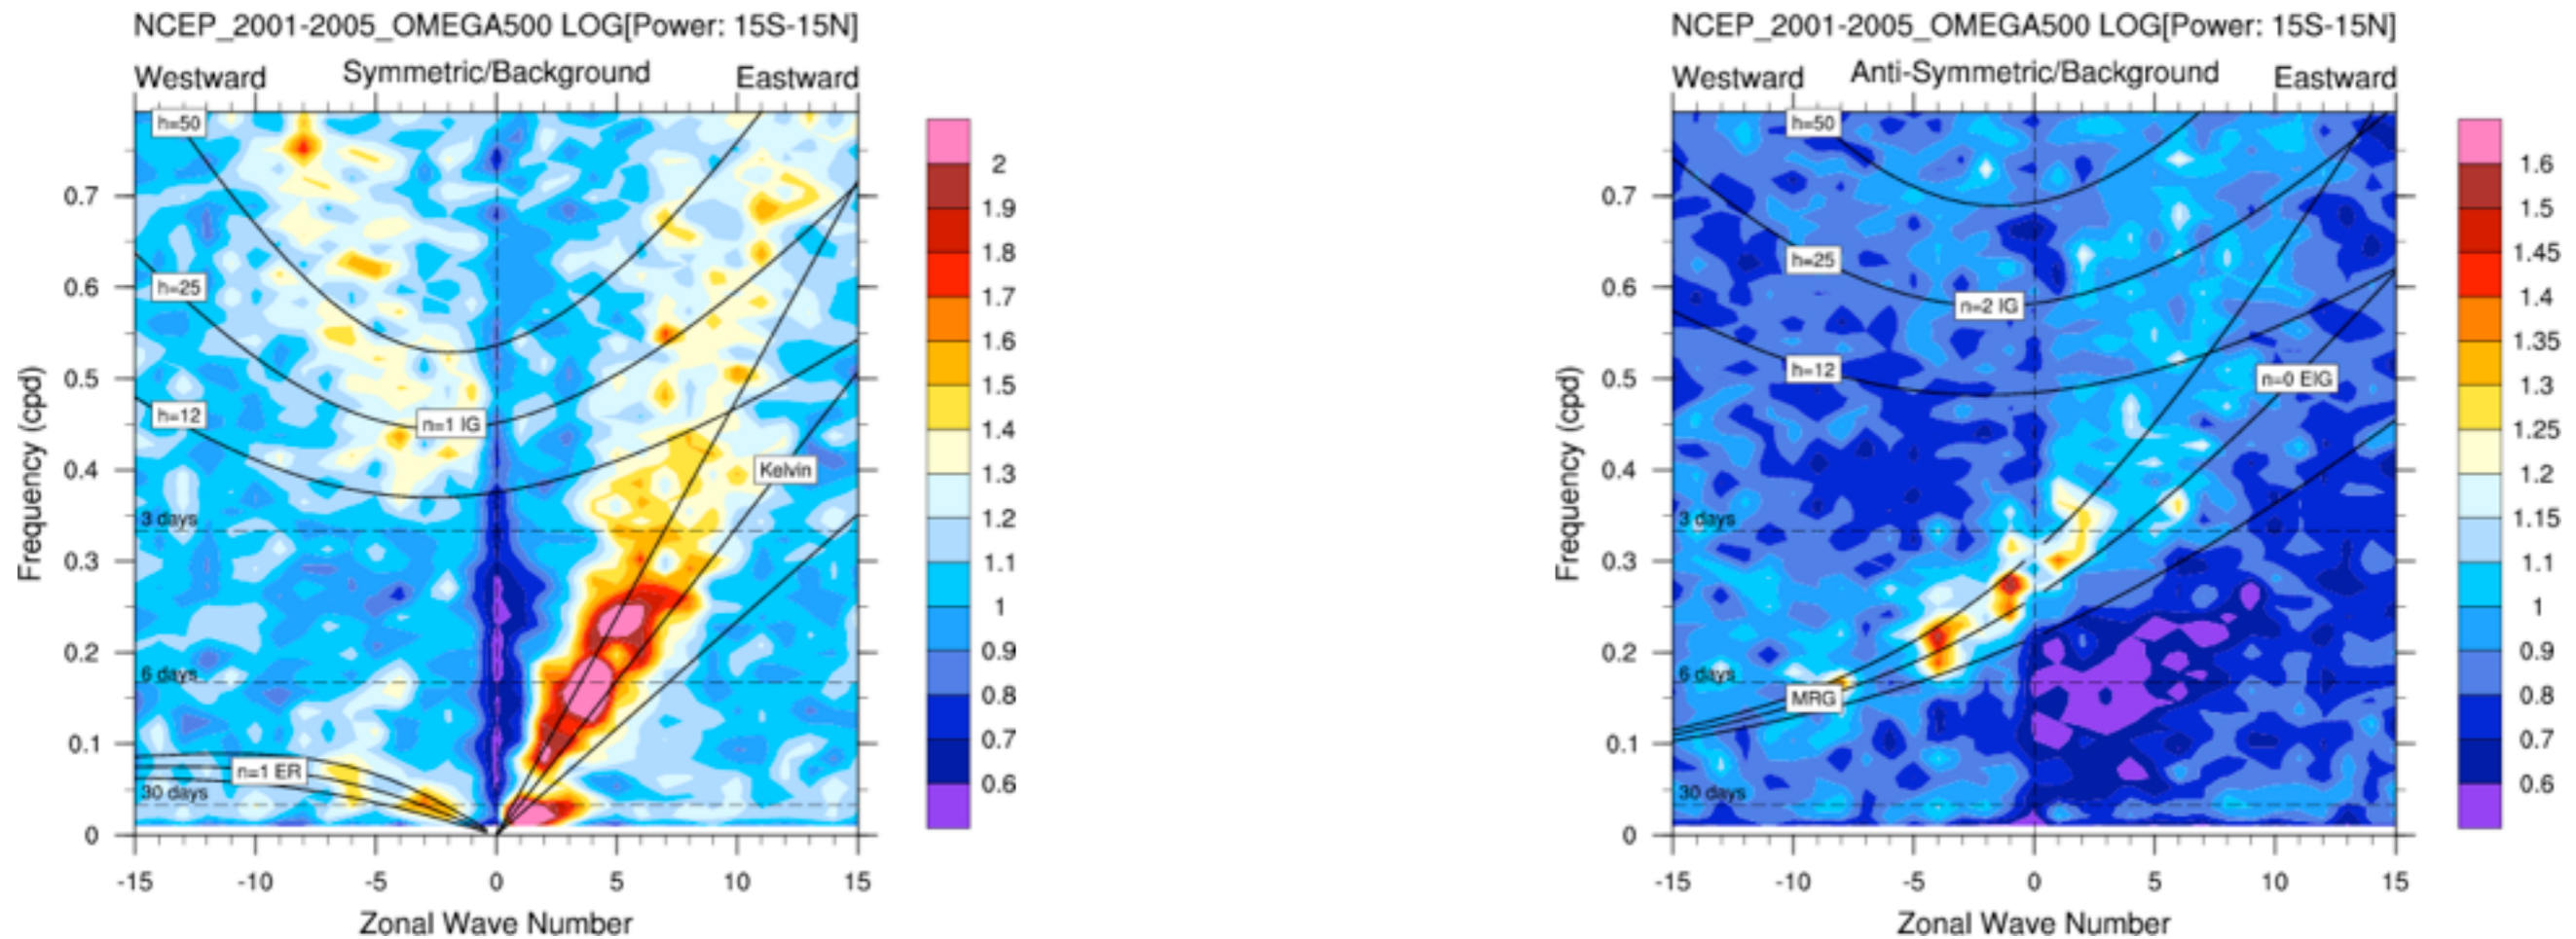 NCEP_2001-2005_OMEGA500 LOG[Power: 15S-15N]
Westward Symmetric/Background Eastward
h=50
h=25
h=12
n=1 IG
Kelvin
3 days
6 days
n=1 ER
30 days
Frequency (cpd)
0.7
0.6
0.5
0.4
0.3
0.2
0.1
0
-15 -10 -5 0 5 10 15
Zonal Wave Number
2
1.9
1.8
1.7
1.6
1.5
1.4
1.3
1.2
1.1
1
0.9
0.8
0.7
0.6
NCEP_2001-2005_OMEGA500 LOG[Power: 15S-15N]
Westward Anti-Symmetric/Background Eastward
h=50
h=25
n=2 IG
h=12
n=0 EIG
3 days
6 days
MRG
30 days
Frequency (cpd)
0.7
0.6
0.5
0.4
0.3
0.2
0.1
0
-15 -10 -5 0 5 10 15
Zonal Wave Number
1.6
1.5
1.45
1.4
1.35
1.3
1.25
1.2
1.15
1.1
1
0.9
0.8
0.7
0.6